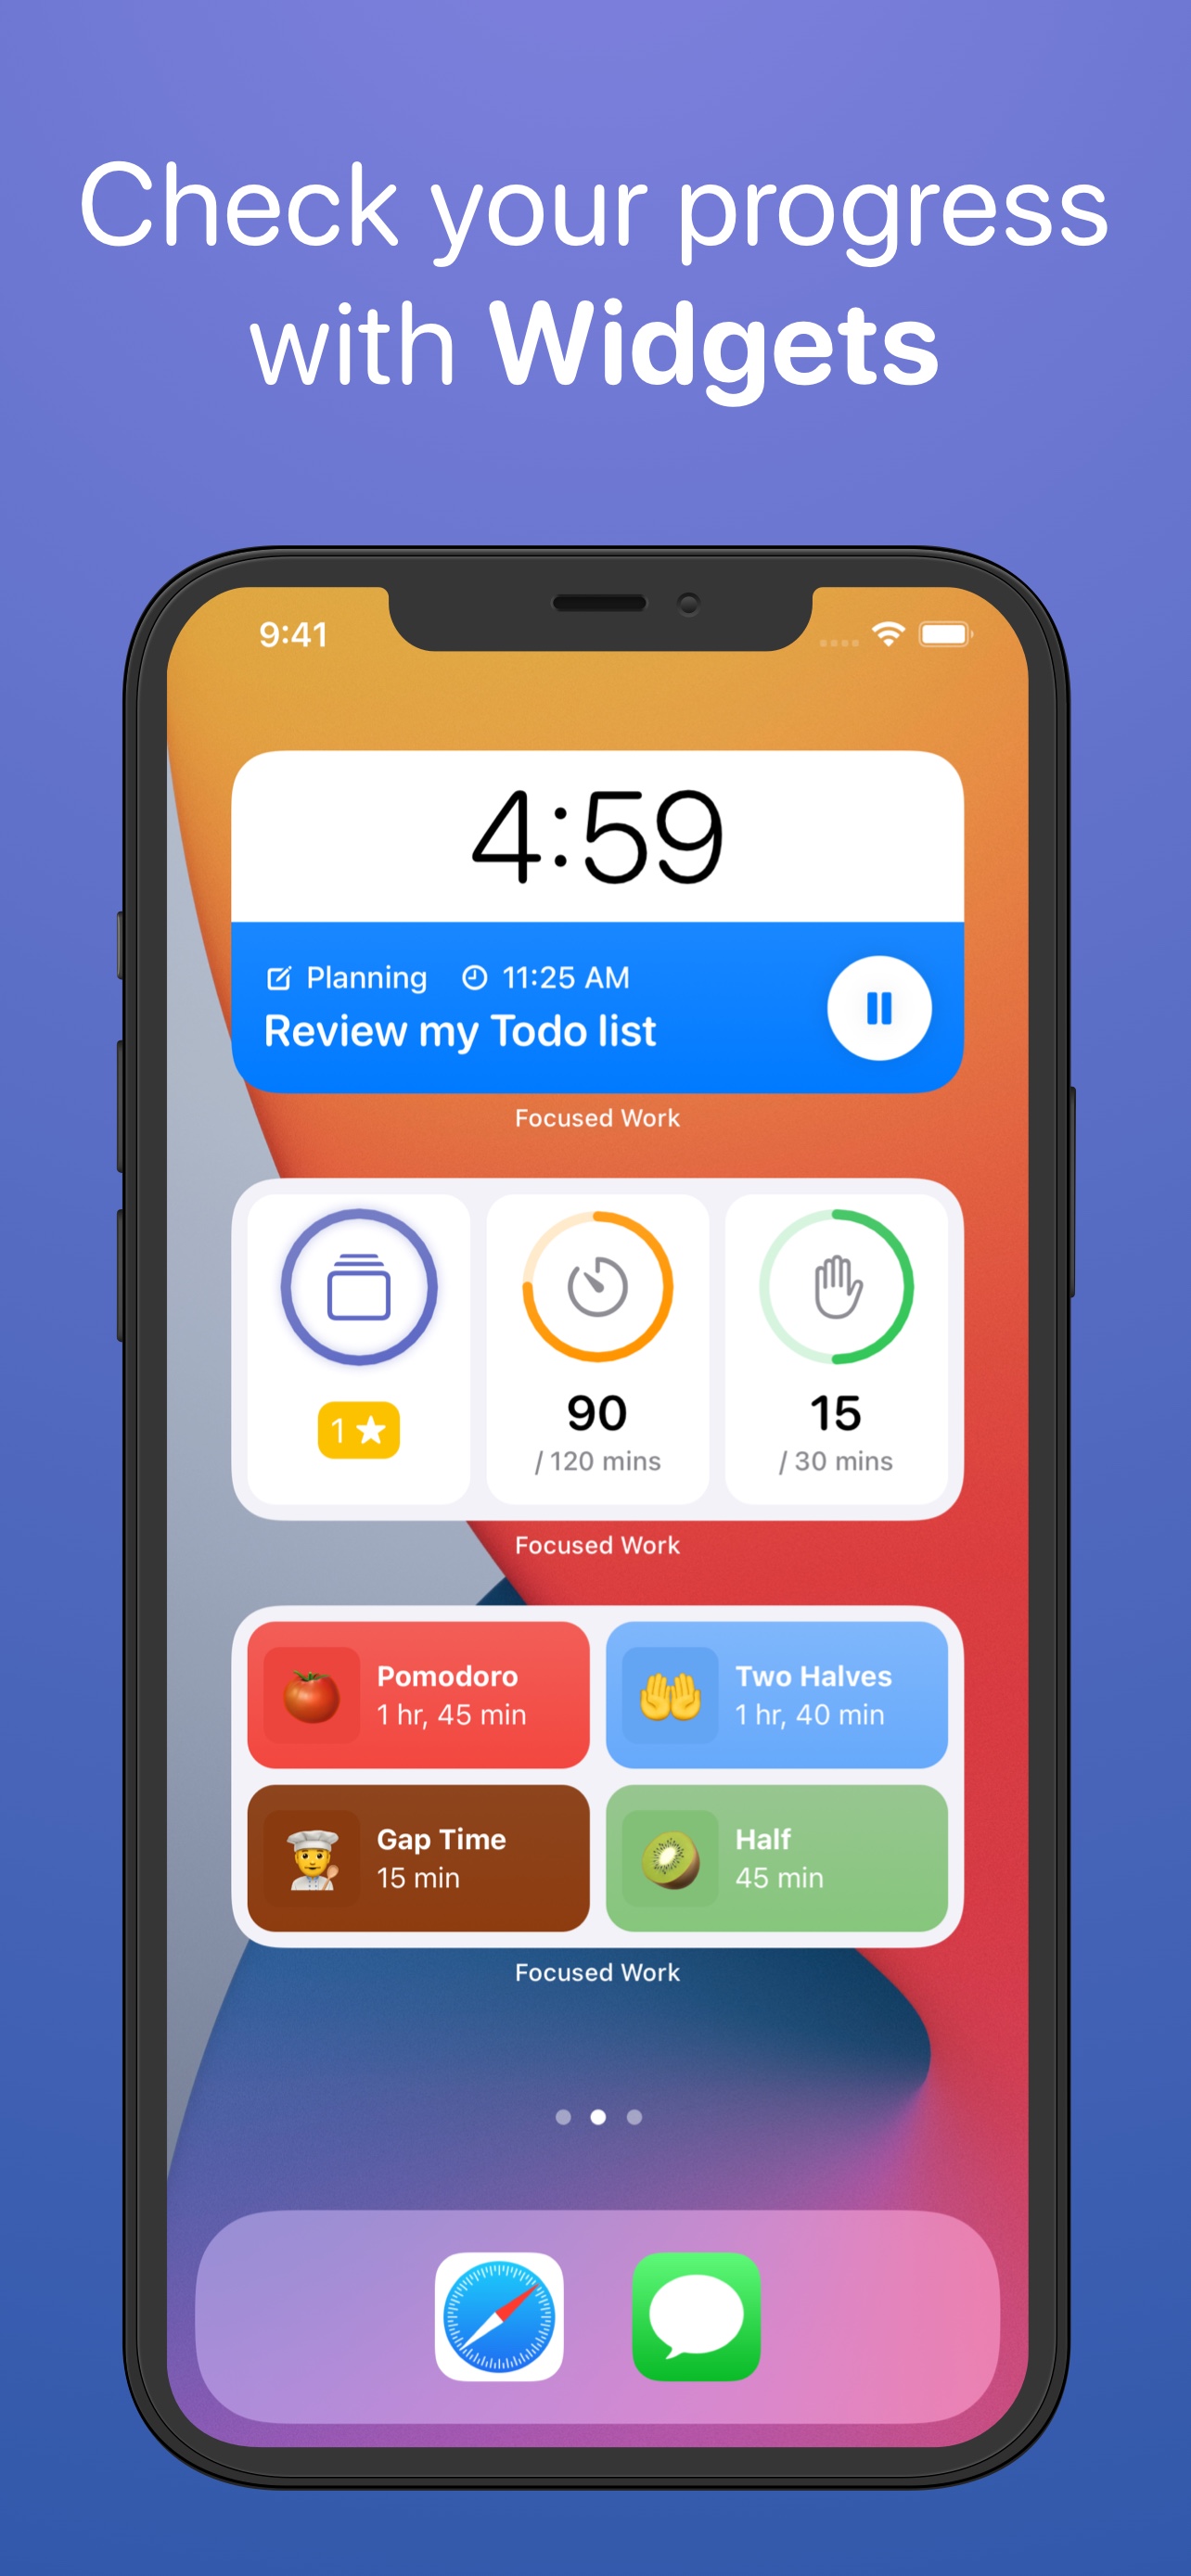 Check your progress
with Widgets
9:41
4:59
Planning 11:25 AM
Review my Todo list
Focused Work
1
90
/ 120 mins
15
/ 30 mins
Focused Work
Pomodoro
1 hr, 45 min
Two Halves
1 hr, 40 min
Gap Time
15 min
Half
45 min
Focused Work